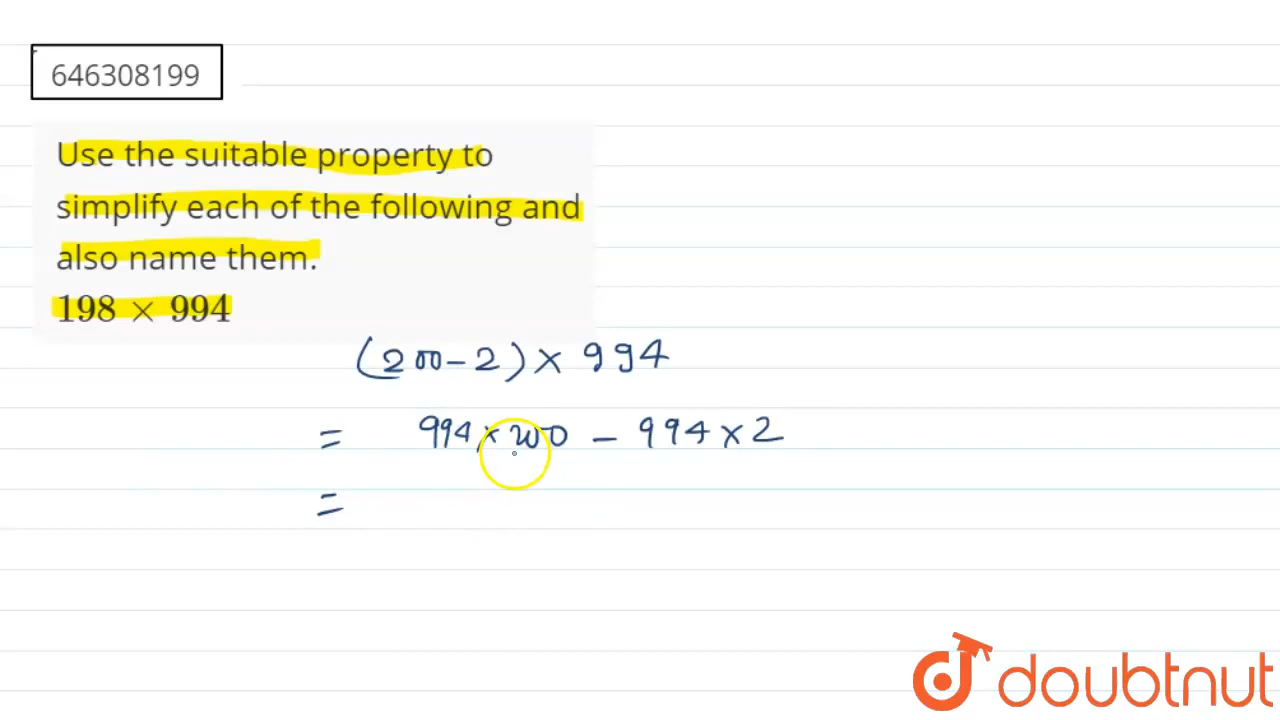 646308199
Use the suitable property to
simplify each of the following and
also name them.
198 × 994
(200-2) × 994
= 994 × 200 - 994 × 2
=
doubtnut